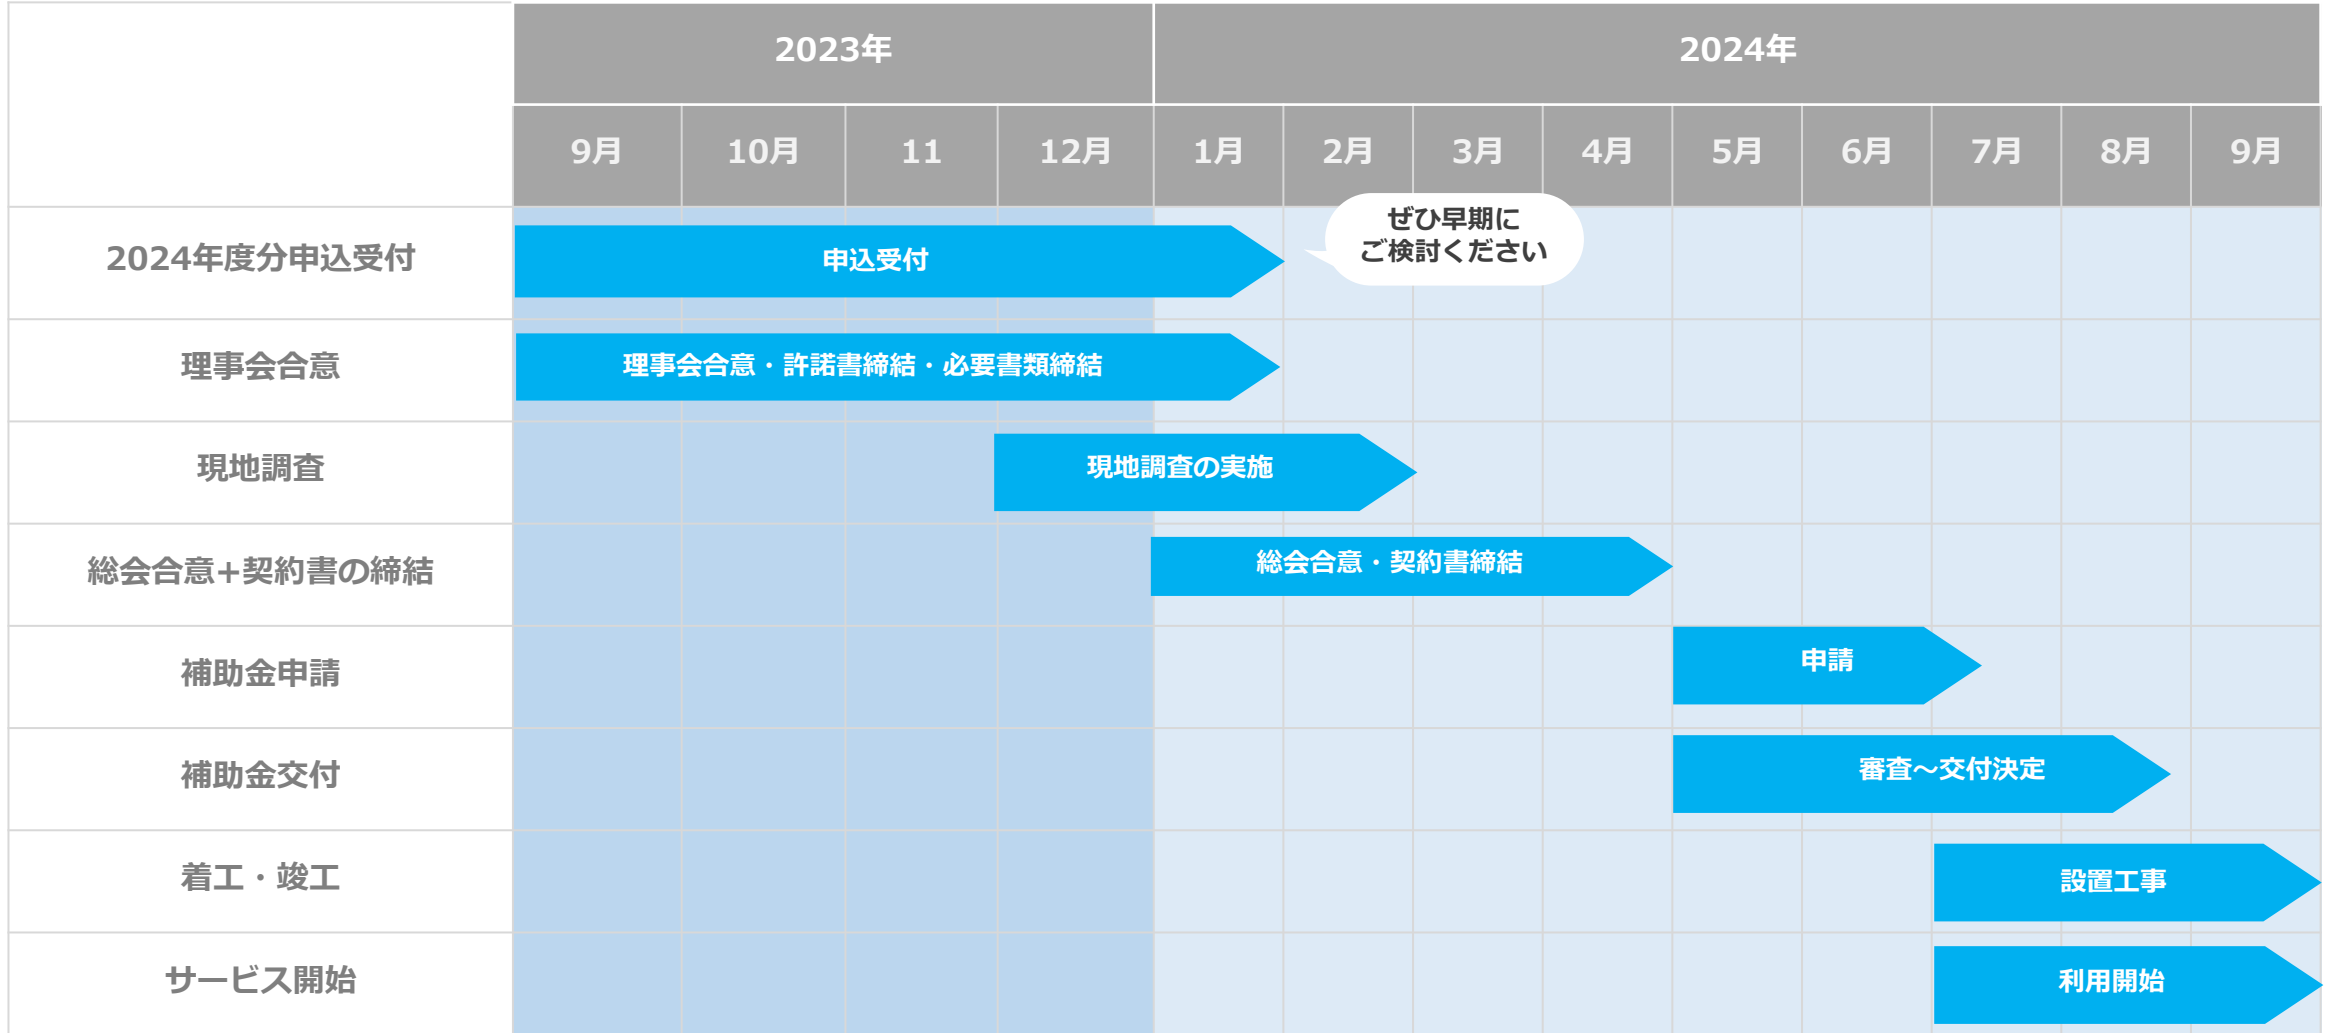 2023年
2024年
9月
10月
11
12月
1月
2月
3月
4月
5月
6月
7月
8月
9月
2024年度分申込受付
申込受付
ぜひ早期に
ご検討ください
理事会合意
理事会合意・許諾書締結・必要書類締結
現地調査
現地調査の実施
総会合意+契約書の締結
総会合意・契約書締結
補助金申請
申請
補助金交付
審査～交付決定
着工・竣工
設置工事
サービス開始
利用開始